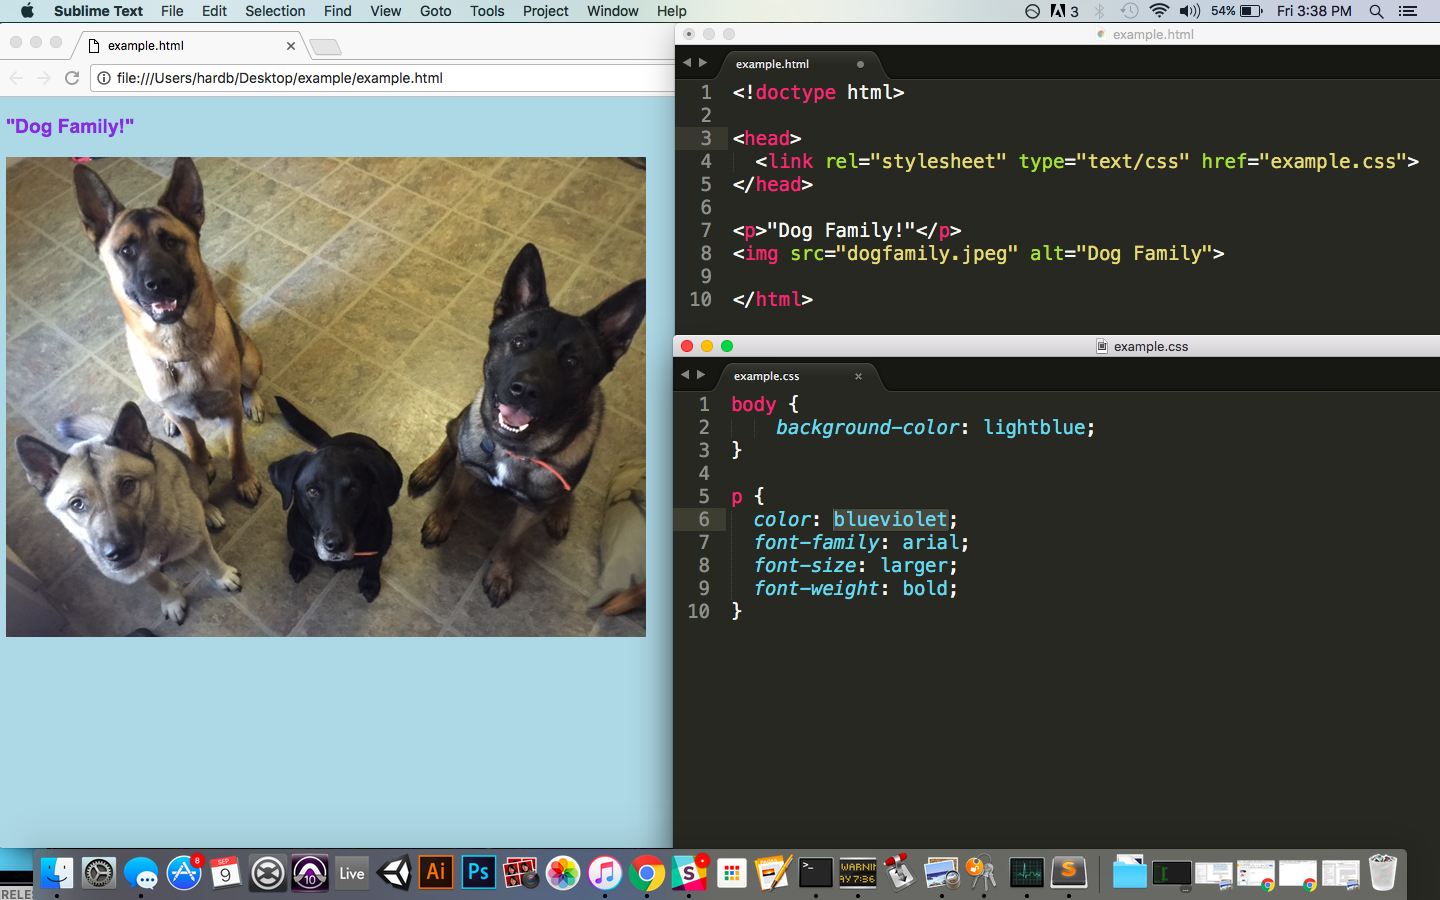 Sublime Text File Edit Selection Find View Goto Tools Project Window Help 3 54% Fri 3:38 PM
example.html
file:///Users/hardb/Desktop/example/example.html
"Dog Family!"
example.html
example.html
1 <!doctype html>
2
3 <head>
4 <link rel="stylesheet" type="text/css" href="example.css">
5 </head>
6
7 <p>"Dog Family!"</p>
8 <img src="dogfamily.jpeg" alt="Dog Family">
9
10 </html>
example.css
example.css
1 body {
2 background-color: lightblue;
3 }
4
5 p {
6 color: blueviolet;
7 font-family: arial;
8 font-size: larger;
9 font-weight: bold;
10 }
8 SEP 9 10 Live Ai Ps PAGES >_ WARNIN
AY 7:36 S